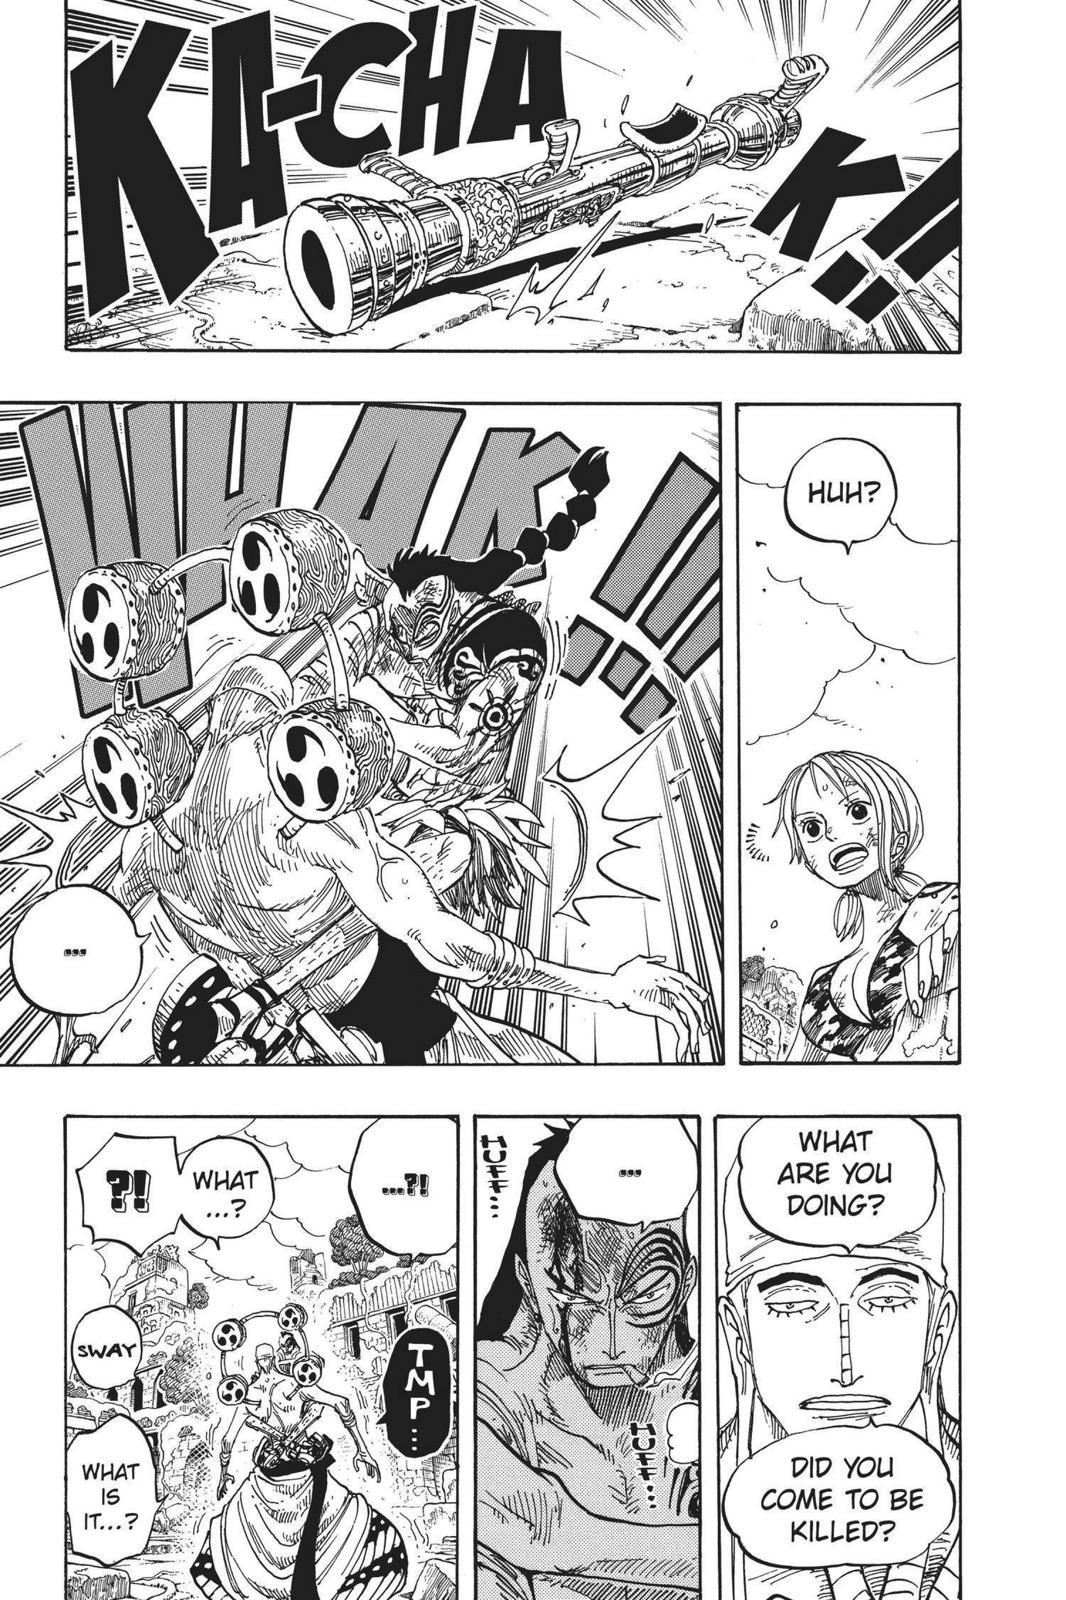 KA-CHAK!!
HUH?
WHAK!!!
...
WHAT
ARE YOU
DOING?
DID YOU
COME TO BE
KILLED?
...
HUFF...
HUFF...
...?!
WHAT
...?
?!
SWAY
TMP...
WHAT
IS
IT...?